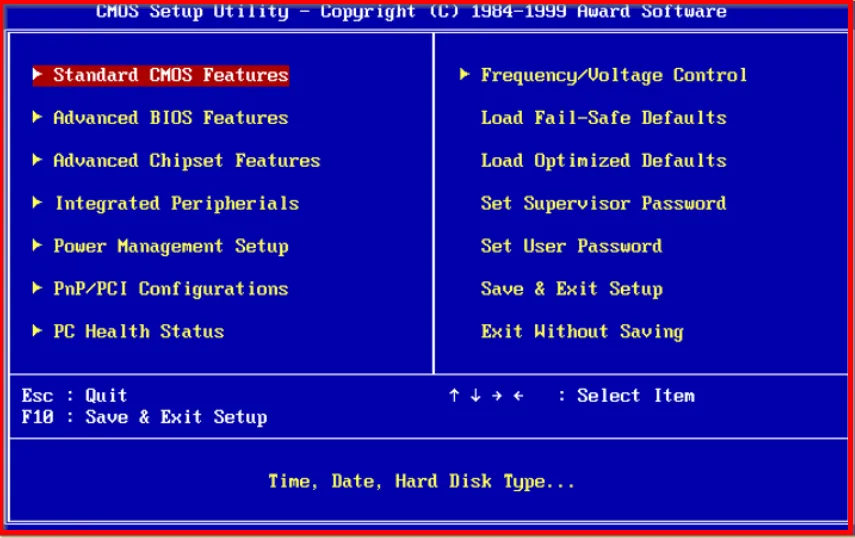 CMOS Setup Utility - Copyright (C) 1984-1999 Award Software
Standard CMOS Features
Advanced BIOS Features
Advanced Chipset Features
Integrated Peripherials
Power Management Setup
PnP/PCI Configurations
PC Health Status
Frequency/Voltage Control
Load Fail-Safe Defaults
Load Optimized Defaults
Set Supervisor Password
Set User Password
Save & Exit Setup
Exit Without Saving
Esc : Quit
F10 : Save & Exit Setup
↑ ↓ → ← : Select Item
Time, Date, Hard Disk Type...